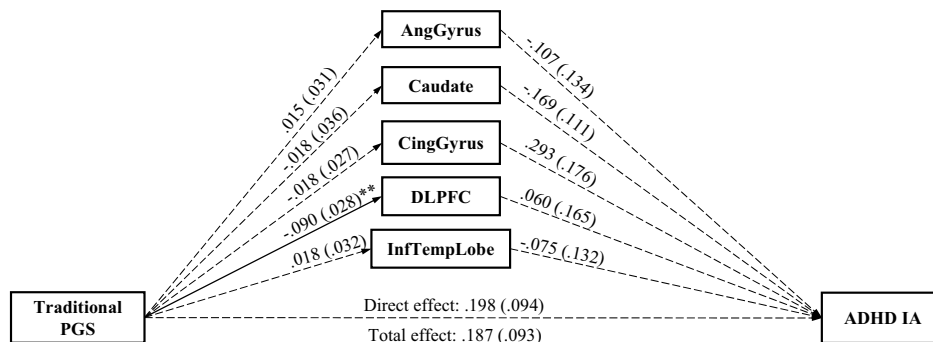 AngGyrus
.015 (.031)
-.107 (.134)
Caudate
-.018 (.036)
-.169 (.111)
CingGyrus
-.018 (.027)
.293 (.176)
DLPFC
-.090 (.028)**
.060 (.165)
InfTempLobe
.018 (.032)
-.075 (.132)
Traditional
PGS
Direct effect: .198 (.094)
Total effect: .187 (.093)
ADHD IA